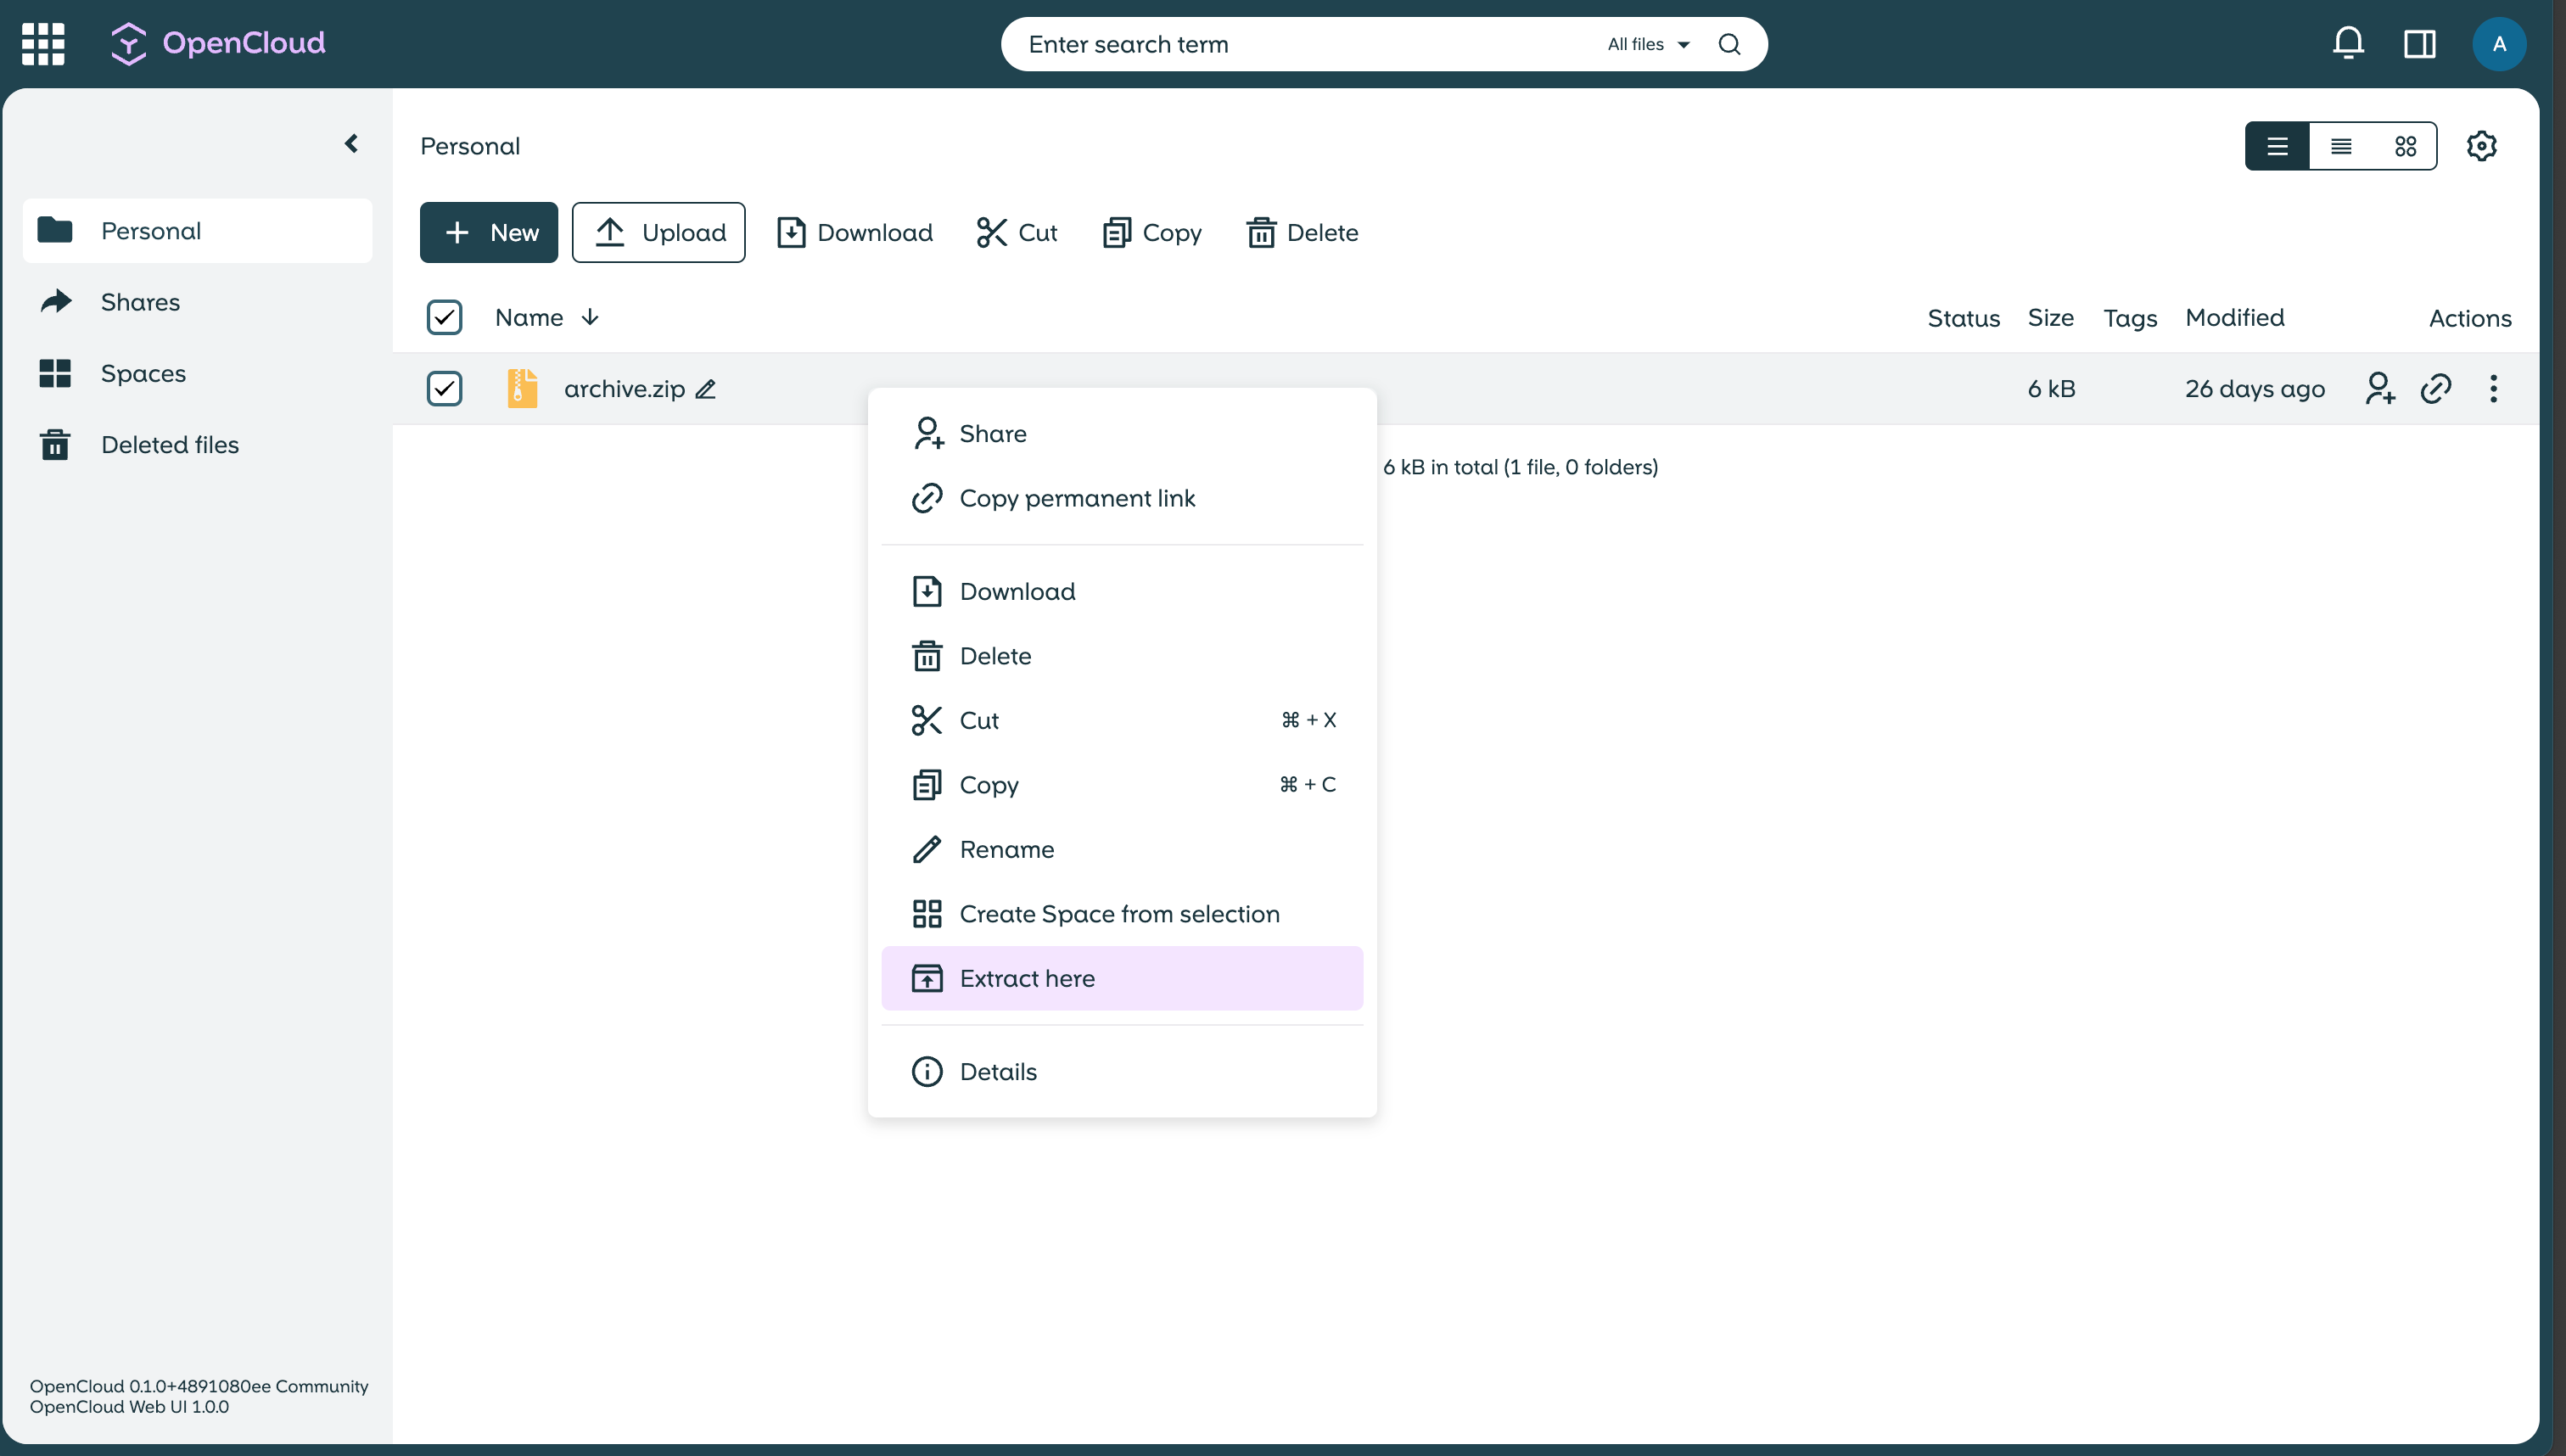 OpenCloud
Enter search term
All files
A
Personal
Personal
Shares
Spaces
Deleted files
New
Upload
Download
Cut
Copy
Delete
Name
Status
Size
Tags
Modified
Actions
archive.zip
6 kB
26 days ago
6 kB in total (1 file, 0 folders)
Share
Copy permanent link
Download
Delete
Cut ⌘ + X
Copy ⌘ + C
Rename
Create Space from selection
Extract here
Details
OpenCloud 0.1.0+4891080ee Community
OpenCloud Web UI 1.0.0